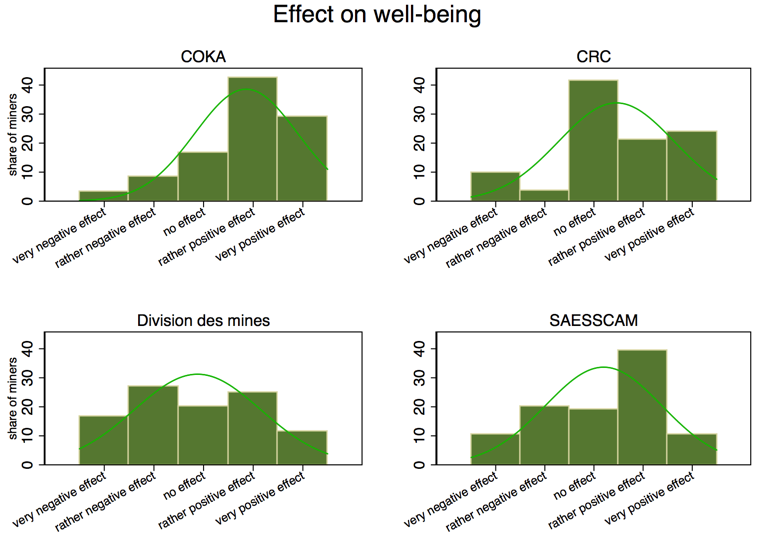 Effect on well-being
COKA
CRC
share of miners
0 10 20 30 40
very negative effect
rather negative effect
no effect
rather positive effect
very positive effect
0 10 20 30 40
very negative effect
rather negative effect
no effect
rather positive effect
very positive effect
Division des mines
SAESSCAM
share of miners
0 10 20 30 40
very negative effect
rather negative effect
no effect
rather positive effect
very positive effect
0 10 20 30 40
very negative effect
rather negative effect
no effect
rather positive effect
very positive effect